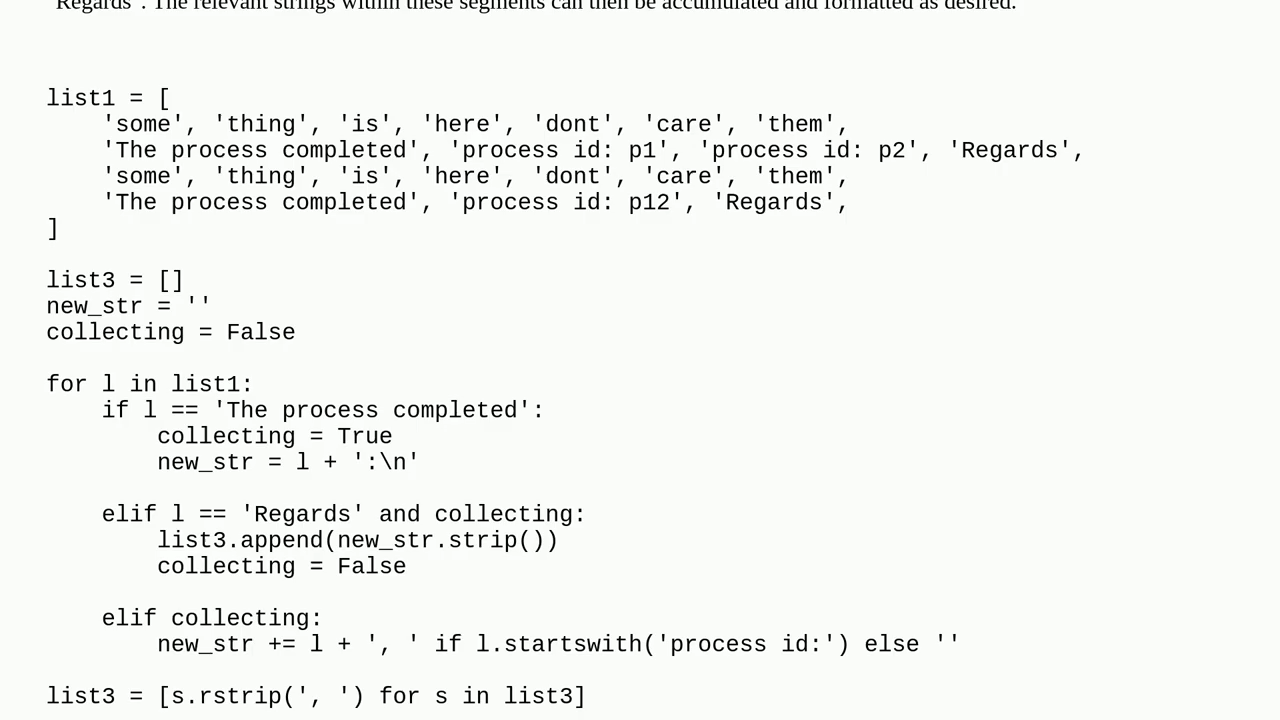 "Regards". The relevant strings within these segments can then be accumulated and formatted as desired.
list1 = [
    'some', 'thing', 'is', 'here', 'dont', 'care', 'them',
    'The process completed', 'process id: p1', 'process id: p2', 'Regards',
    'some', 'thing', 'is', 'here', 'dont', 'care', 'them',
    'The process completed', 'process id: p12', 'Regards',
]
list3 = []
new_str = ''
collecting = False
for l in list1:
    if l == 'The process completed':
        collecting = True
        new_str = l + ':\n'
    elif l == 'Regards' and collecting:
        list3.append(new_str.strip())
        collecting = False
    elif collecting:
        new_str += l + ', ' if l.startswith('process id:') else ''
list3 = [s.rstrip(', ') for s in list3]